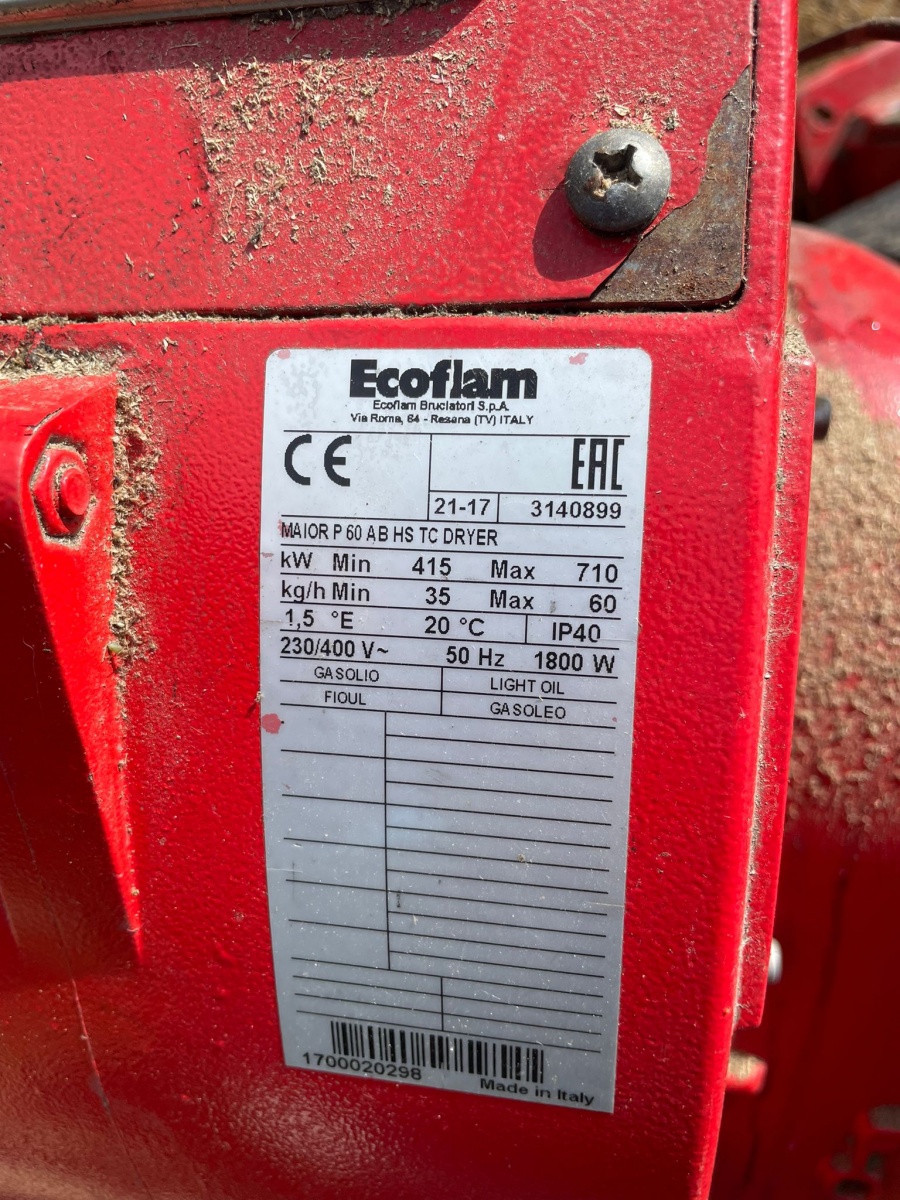 Ecoflam
Ecoflam Bruciatori S.p.A.
Via Roma, 64 - Resana (TV) ITALY
CE
EAC
21-17 3140899
MAIOR P 60 AB HS TC DRYER
kW Min 415 Max 710
kg/h Min 35 Max 60
1,5 °E 20 °C IP40
230/400 V~ 50 Hz 1800 W
GASOLIO LIGHT OIL
FIOUL GASOLEO
1700020298
Made in Italy